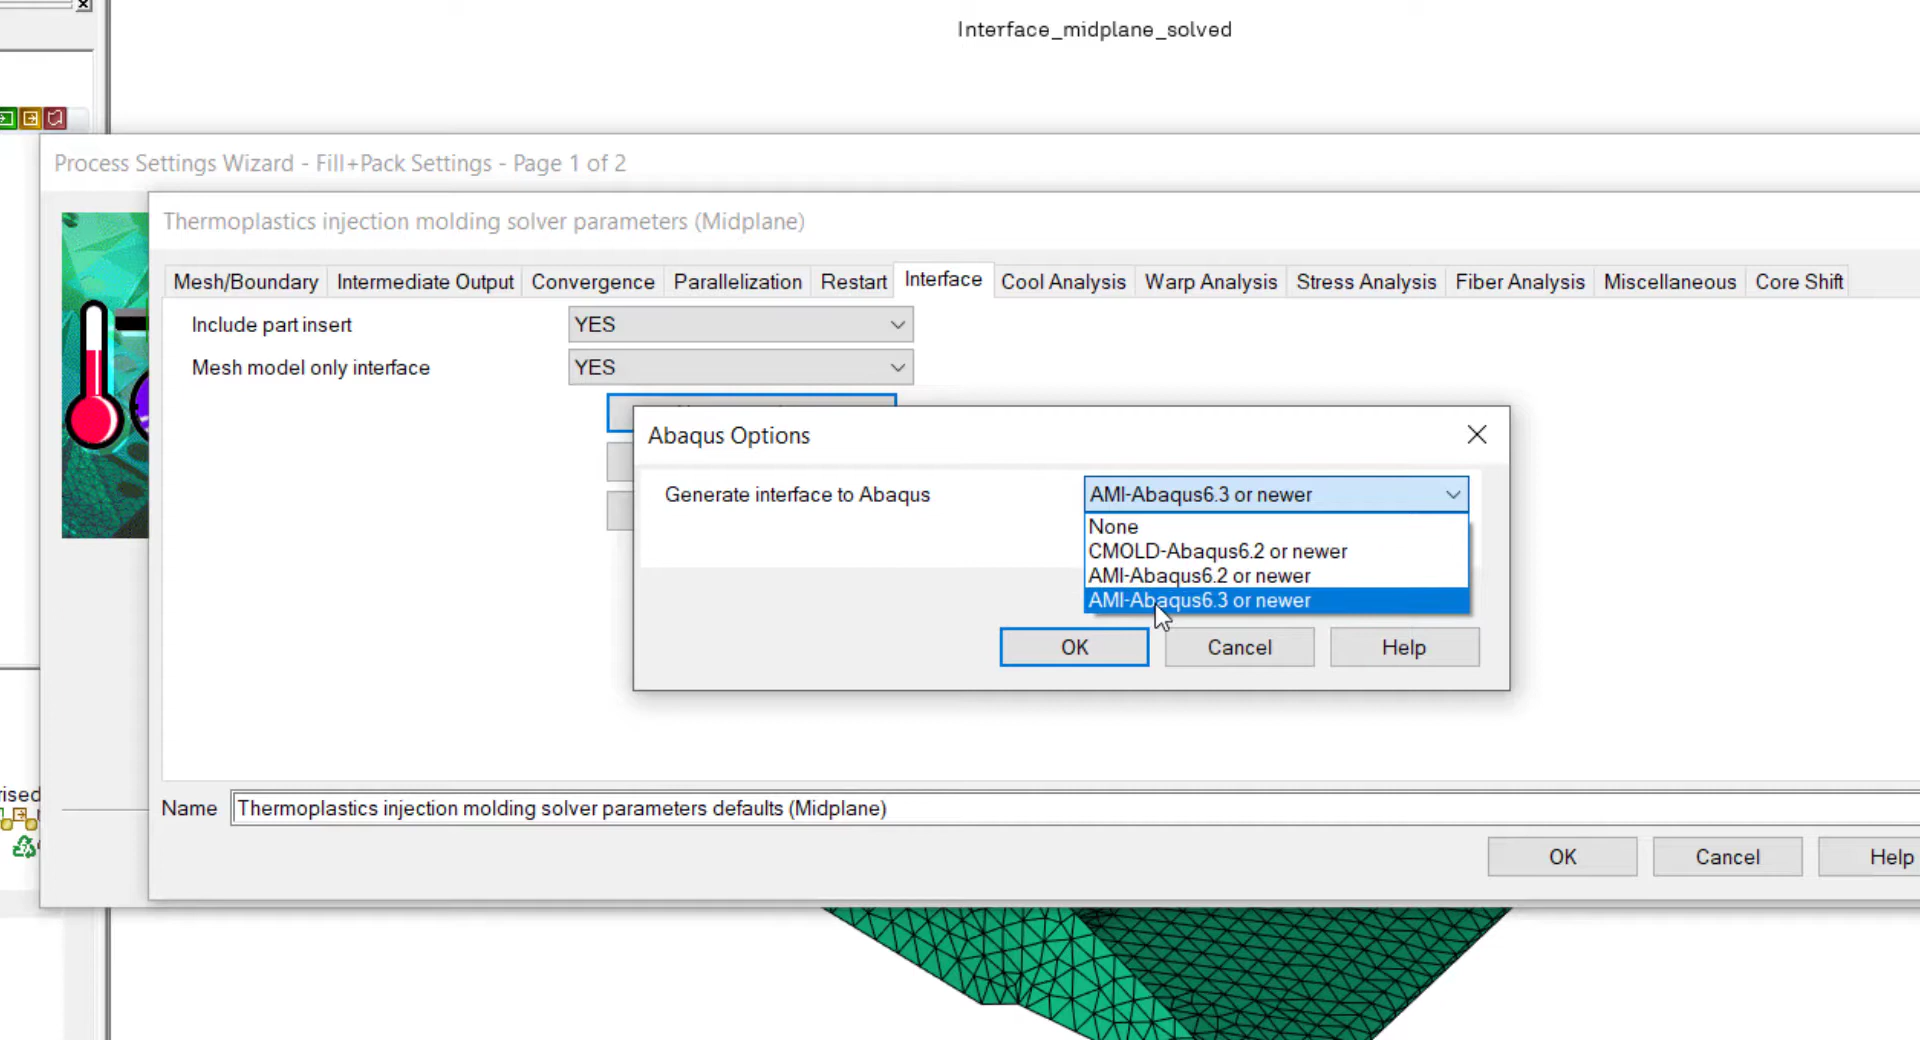 Interface_midplane_solved
Process Settings Wizard - Fill+Pack Settings - Page 1 of 2
Thermoplastics injection molding solver parameters (Midplane)
Mesh/Boundary Intermediate Output Convergence Parallelization Restart Interface Cool Analysis Warp Analysis Stress Analysis Fiber Analysis Miscellaneous Core Shift
Include part insert YES
Mesh model only interface YES
Abaqus Options
Generate interface to Abaqus AMI-Abaqus6.3 or newer
None
CMOLD-Abaqus6.2 or newer
AMI-Abaqus6.2 or newer
AMI-Abaqus6.3 or newer
OK Cancel Help
rised
Name Thermoplastics injection molding solver parameters defaults (Midplane)
OK Cancel Help